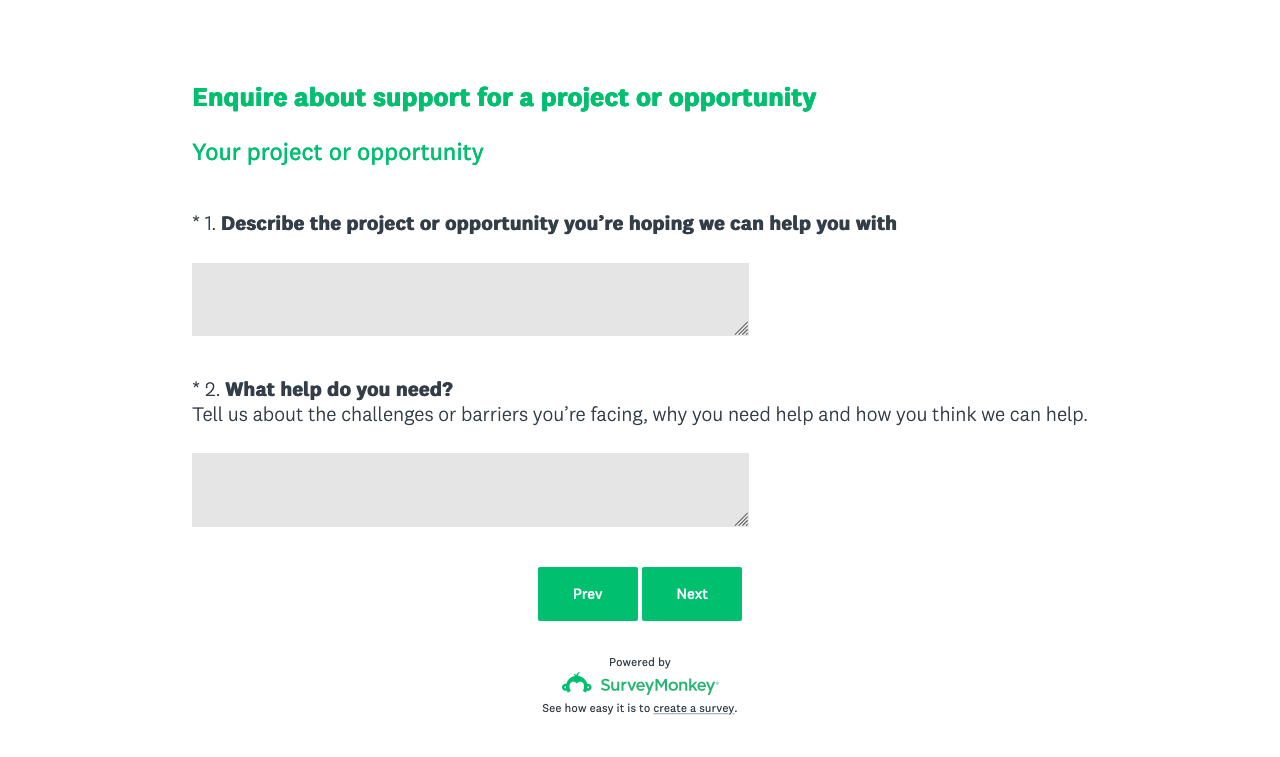 Enquire about support for a project or opportunity
Your project or opportunity
* 1. Describe the project or opportunity you’re hoping we can help you with
* 2. What help do you need?
Tell us about the challenges or barriers you’re facing, why you need help and how you think we can help.
Prev
Next
Powered by
SurveyMonkey®
See how easy it is to create a survey.